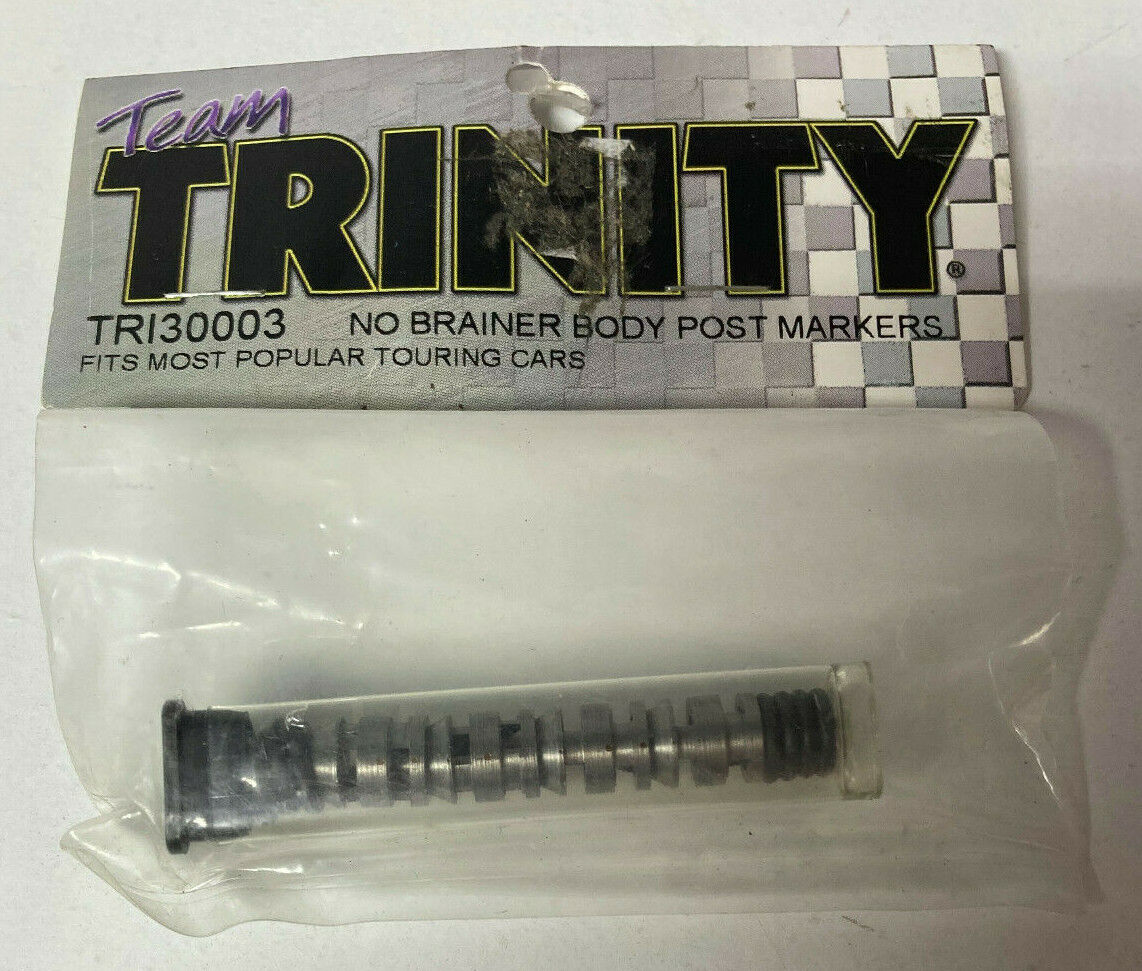 Team
TRINITY®
TRI30003 NO BRAINER BODY POST MARKERS
FITS MOST POPULAR TOURING CARS